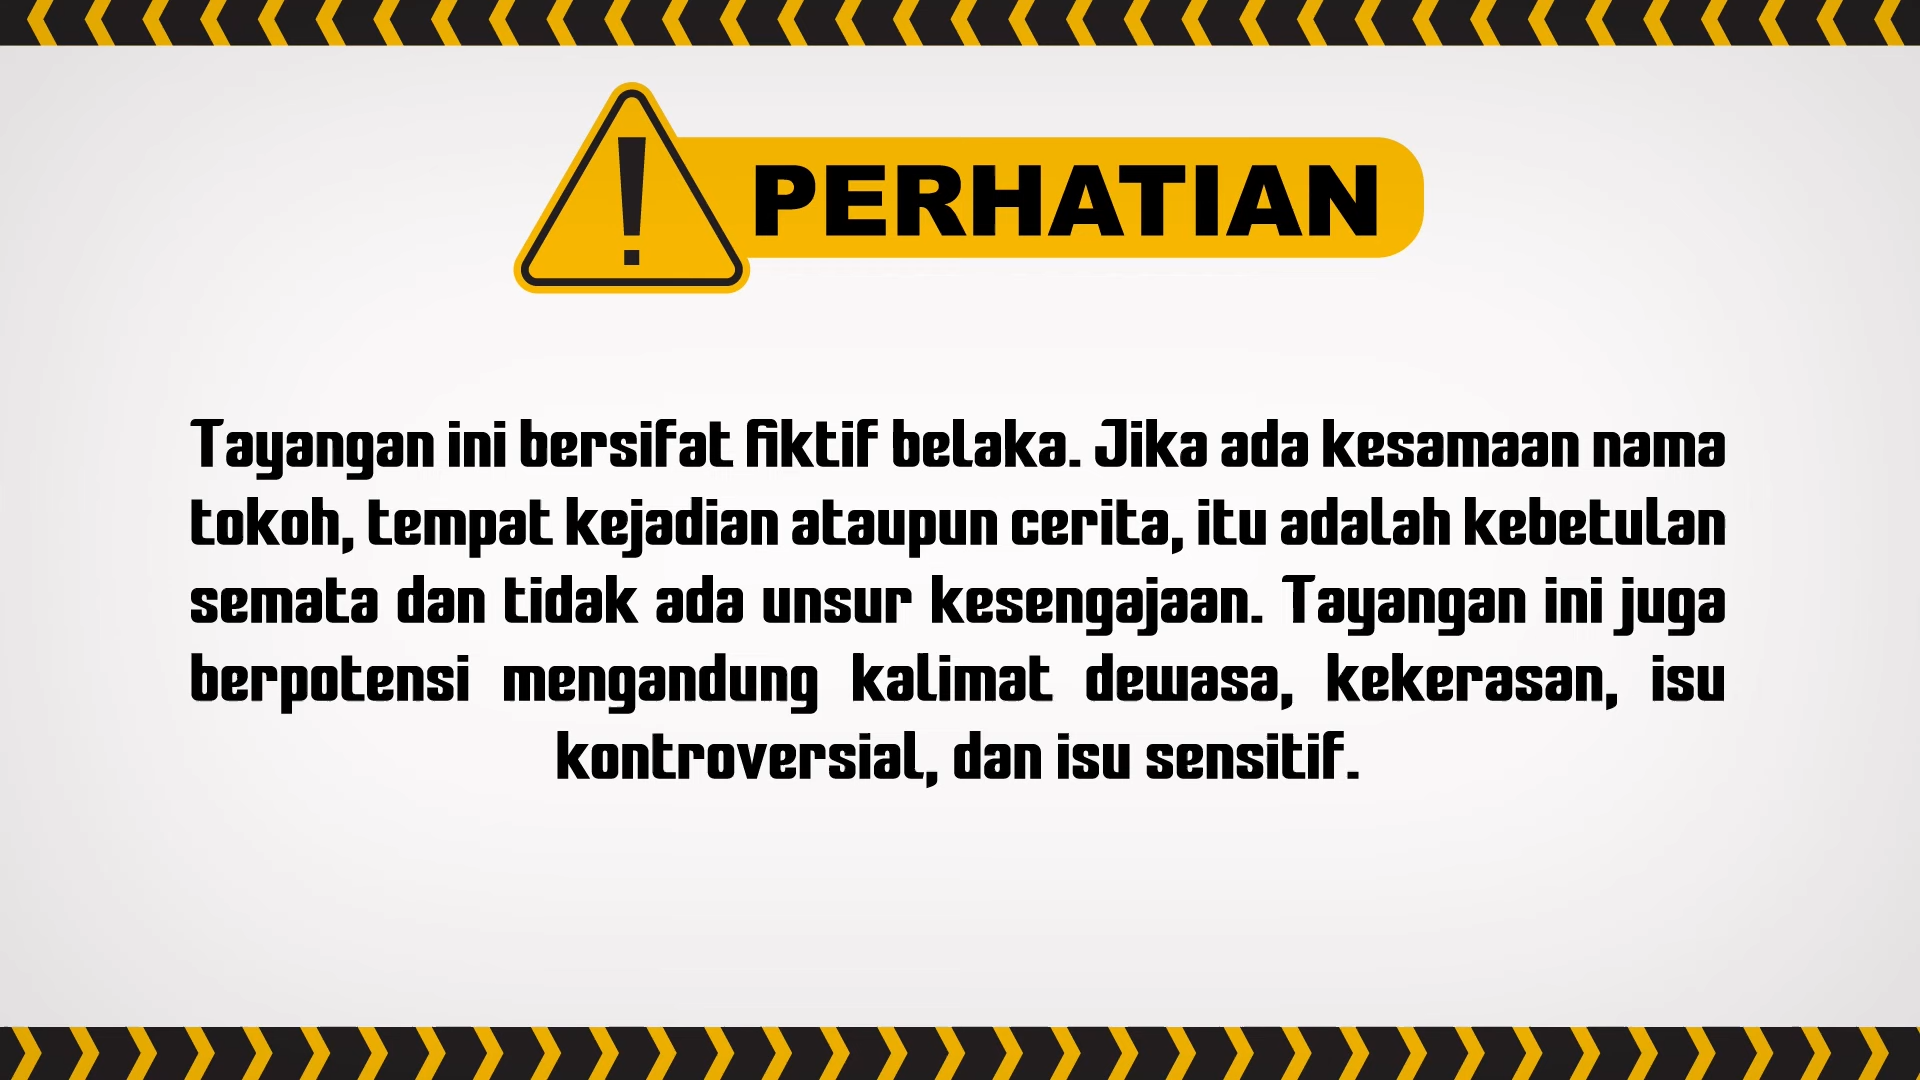 PERHATIAN
Tayangan ini bersifat fiktif belaka. Jika ada kesamaan nama
tokoh, tempat kejadian ataupun cerita, itu adalah kebetulan
semata dan tidak ada unsur kesengajaan. Tayangan ini juga
berpotensi mengandung kalimat dewasa, kekerasan, isu
kontroversial, dan isu sensitif.